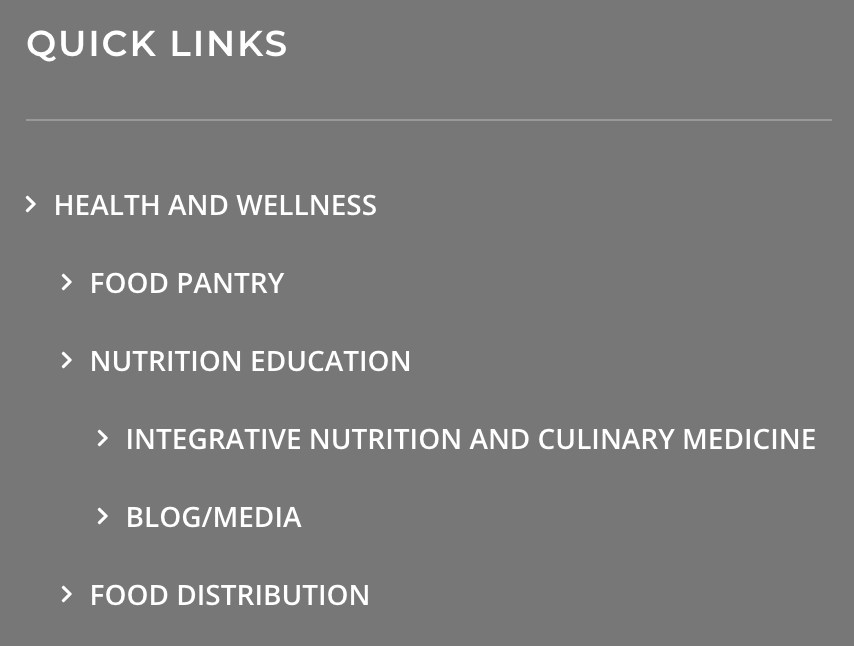 QUICK LINKS
HEALTH AND WELLNESS
FOOD PANTRY
NUTRITION EDUCATION
INTEGRATIVE NUTRITION AND CULINARY MEDICINE
BLOG/MEDIA
FOOD DISTRIBUTION